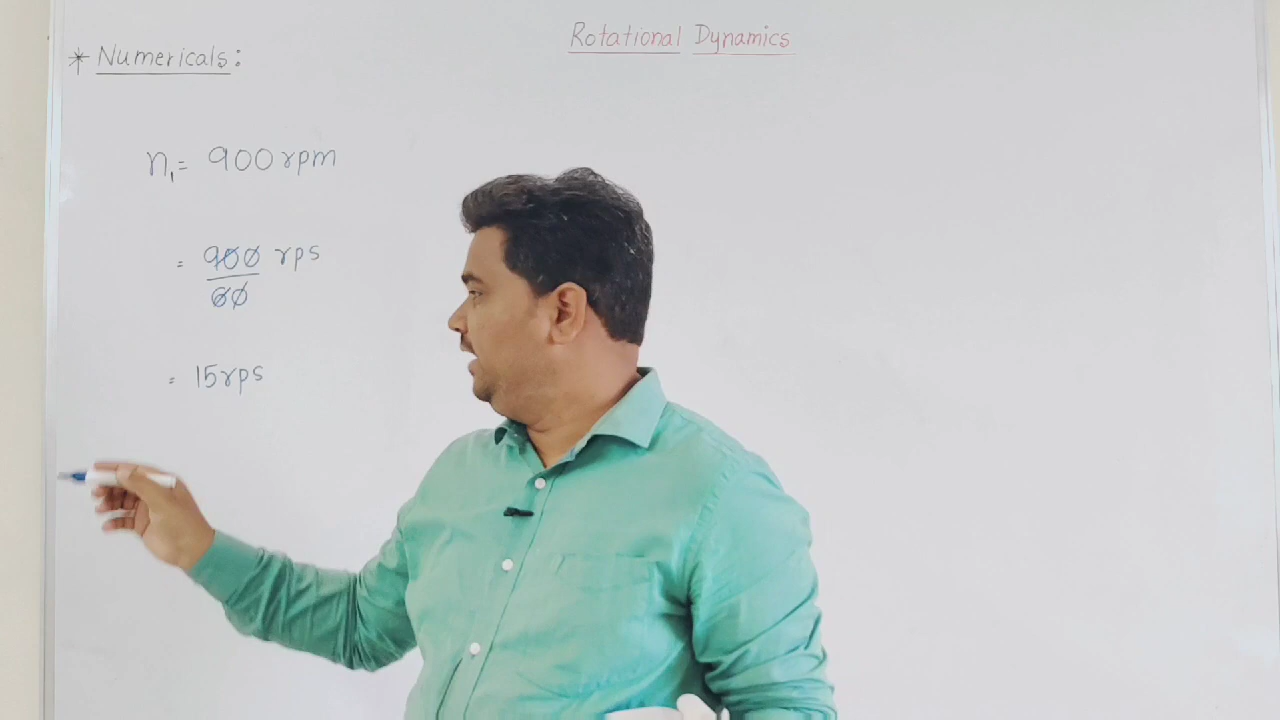 Rotational Dynamics
* Numericals:
n₁ = 900 rpm
= 900 rps
60
= 15 rps